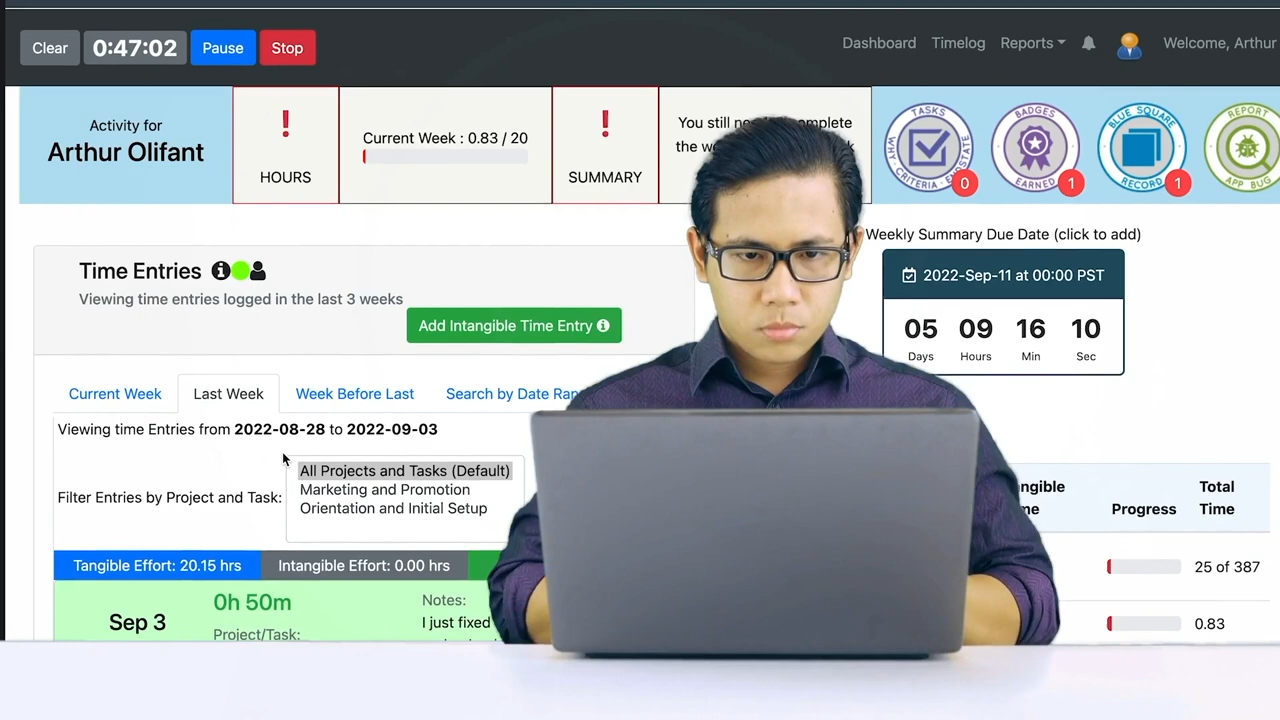 Clear
0:47:02
Pause
Stop
Dashboard
Timelog
Reports
Welcome, Arthur
Activity for
Arthur Olifant
!
HOURS
Current Week : 0.83 / 20
!
SUMMARY
You still
the we
TASKS
WHY · CRITERIA ·
0
BADGES
EARNED
1
BLUE SQUARE
RECORD
1
REPORT
APP BUG
Time Entries
Viewing time entries logged in the last 3 weeks
Add Intangible Time Entry
Weekly Summary Due Date (click to add)
2022-Sep-11 at 00:00 PST
05 09 16 10
Days Hours Min Sec
Current Week
Last Week
Week Before Last
Search by Date Ran
Viewing time Entries from 2022-08-28 to 2022-09-03
Filter Entries by Project and Task:
All Projects and Tasks (Default)
Marketing and Promotion
Orientation and Initial Setup
Tangible Effort: 20.15 hrs
Intangible Effort: 0.00 hrs
Sep 3
0h 50m
Project/Task:
Notes:
I just fixed
ngible
me
Progress
Total
Time
25 of 387
0.83